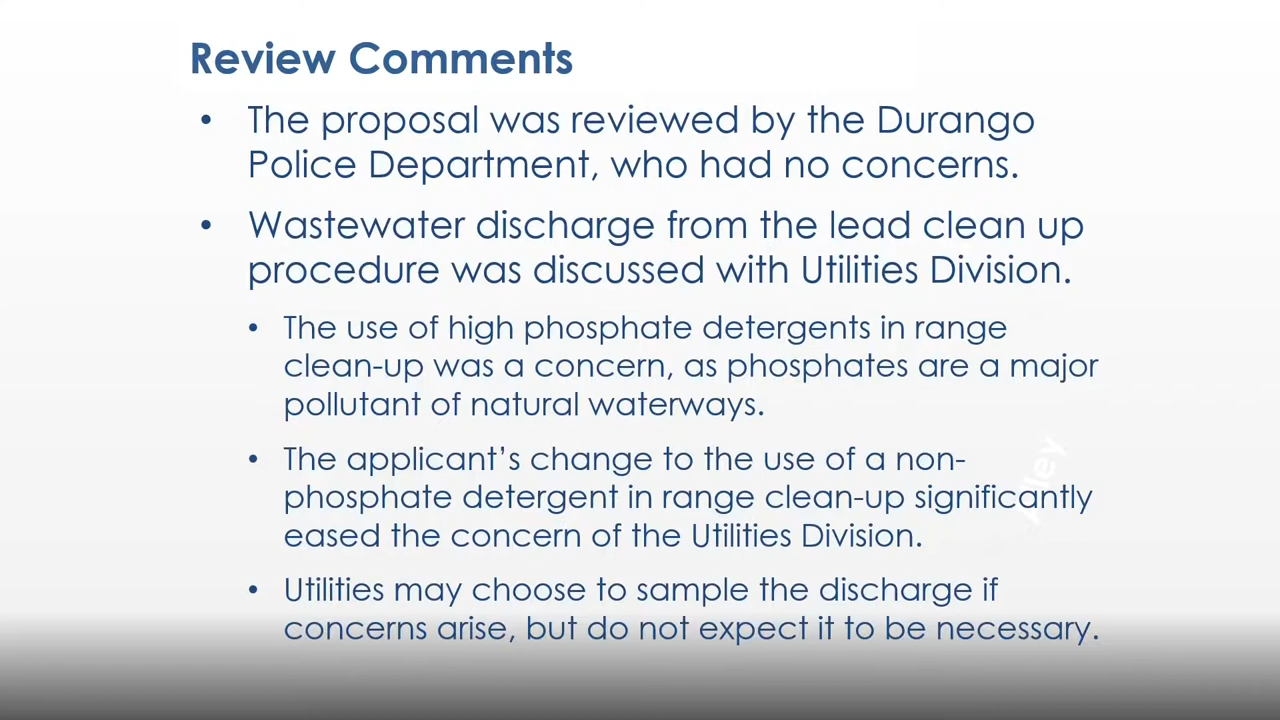 Review Comments
• The proposal was reviewed by the Durango
Police Department, who had no concerns.
• Wastewater discharge from the lead clean up
procedure was discussed with Utilities Division.
• The use of high phosphate detergents in range
clean-up was a concern, as phosphates are a major
pollutant of natural waterways.
• The applicant's change to the use of a non-
phosphate detergent in range clean-up significantly
eased the concern of the Utilities Division.
• Utilities may choose to sample the discharge if
concerns arise, but do not expect it to be necessary.